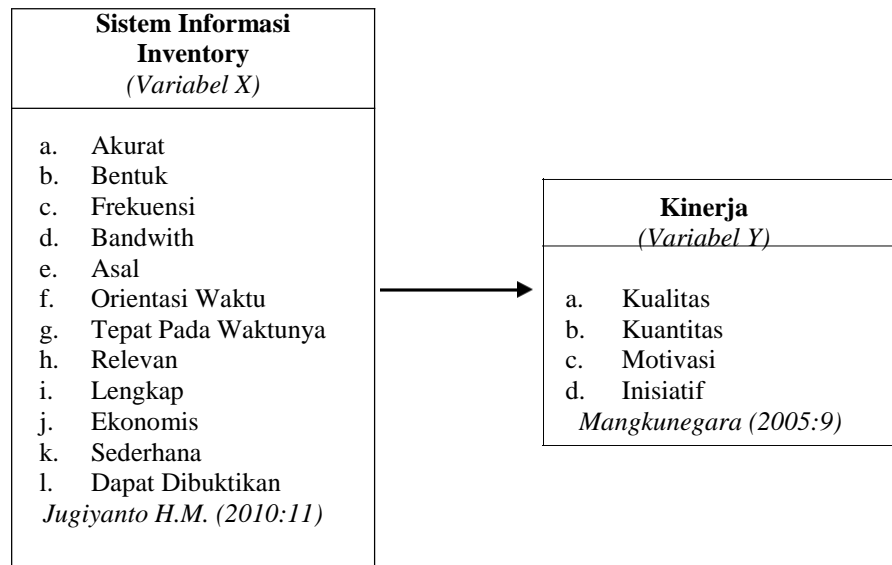 Sistem Informasi
Inventory
(Variabel X)
a. Akurat
b. Bentuk
c. Frekuensi
d. Bandwith
e. Asal
f. Orientasi Waktu
g. Tepat Pada Waktunya
h. Relevan
i. Lengkap
j. Ekonomis
k. Sederhana
l. Dapat Dibuktikan
Jugiyanto H.M. (2010:11)
Kinerja
(Variabel Y)
a. Kualitas
b. Kuantitas
c. Motivasi
d. Inisiatif
Mangkunegara (2005:9)